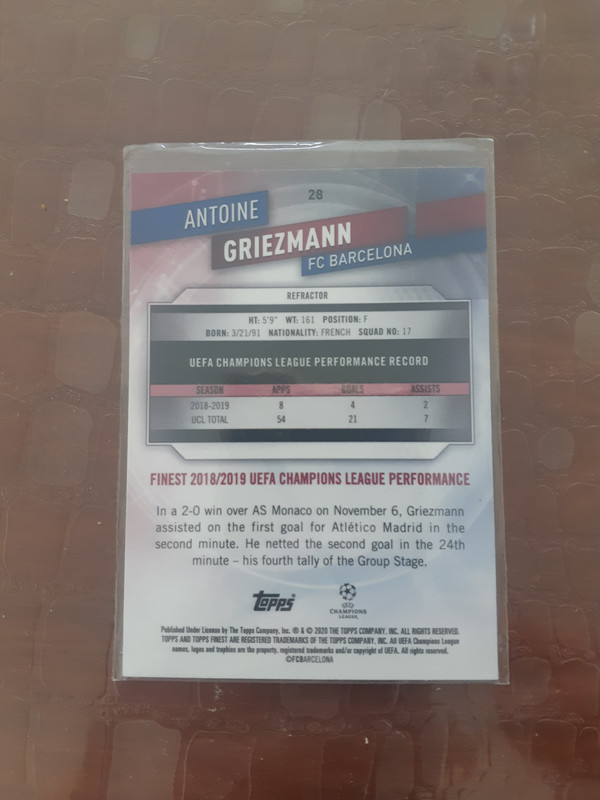 28
ANTOINE
GRIEZMANN
FC BARCELONA
REFRACTOR
HT: 5'9" WT: 161 POSITION: F
BORN: 3/21/91 NATIONALITY: FRENCH SQUAD NO: 17
UEFA CHAMPIONS LEAGUE PERFORMANCE RECORD
SEASON APPS GOALS ASSISTS
2018-2019 8 4 2
UCL TOTAL 54 21 7
FINEST 2018/2019 UEFA CHAMPIONS LEAGUE PERFORMANCE
In a 2-0 win over AS Monaco on November 6, Griezmann
assisted on the first goal for Atlético Madrid in the
second minute. He netted the second goal in the 24th
minute – his fourth tally of the Group Stage.
Topps
UEFA
CHAMPIONS
LEAGUE
Published Under License by The Topps Company, Inc. ® & © 2020 THE TOPPS COMPANY, INC. ALL RIGHTS RESERVED.
TOPPS AND TOPPS FINEST ARE REGISTERED TRADEMARKS OF THE TOPPS COMPANY, INC. All UEFA Champions League
names, logos and trophies are the property, registered trademarks and/or copyright of UEFA. All rights reserved.
©FCBARCELONA